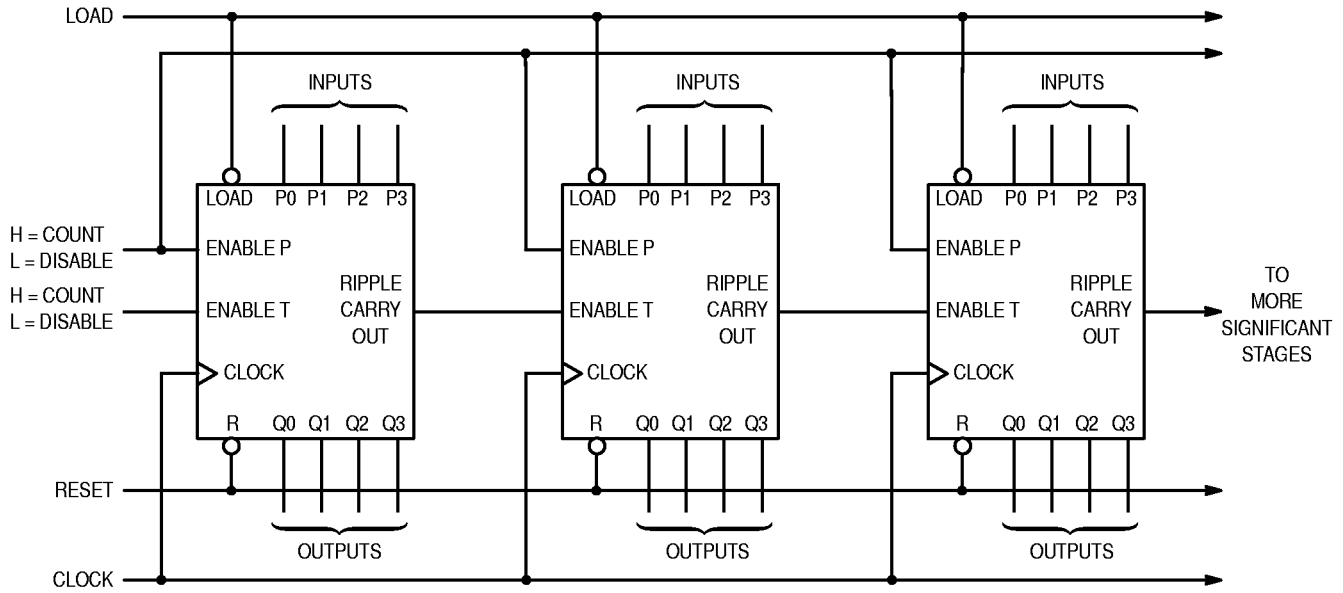 LOAD
INPUTS
INPUTS
INPUTS
LOAD P0 P1 P2 P3
LOAD P0 P1 P2 P3
LOAD P0 P1 P2 P3
H = COUNT
L = DISABLE
ENABLE P
ENABLE P
ENABLE P
H = COUNT
L = DISABLE
ENABLE T
RIPPLE
CARRY
OUT
ENABLE T
RIPPLE
CARRY
OUT
ENABLE T
RIPPLE
CARRY
OUT
TO
MORE
SIGNIFICANT
STAGES
CLOCK
CLOCK
CLOCK
R Q0 Q1 Q2 Q3
R Q0 Q1 Q2 Q3
R Q0 Q1 Q2 Q3
RESET
OUTPUTS
OUTPUTS
OUTPUTS
CLOCK